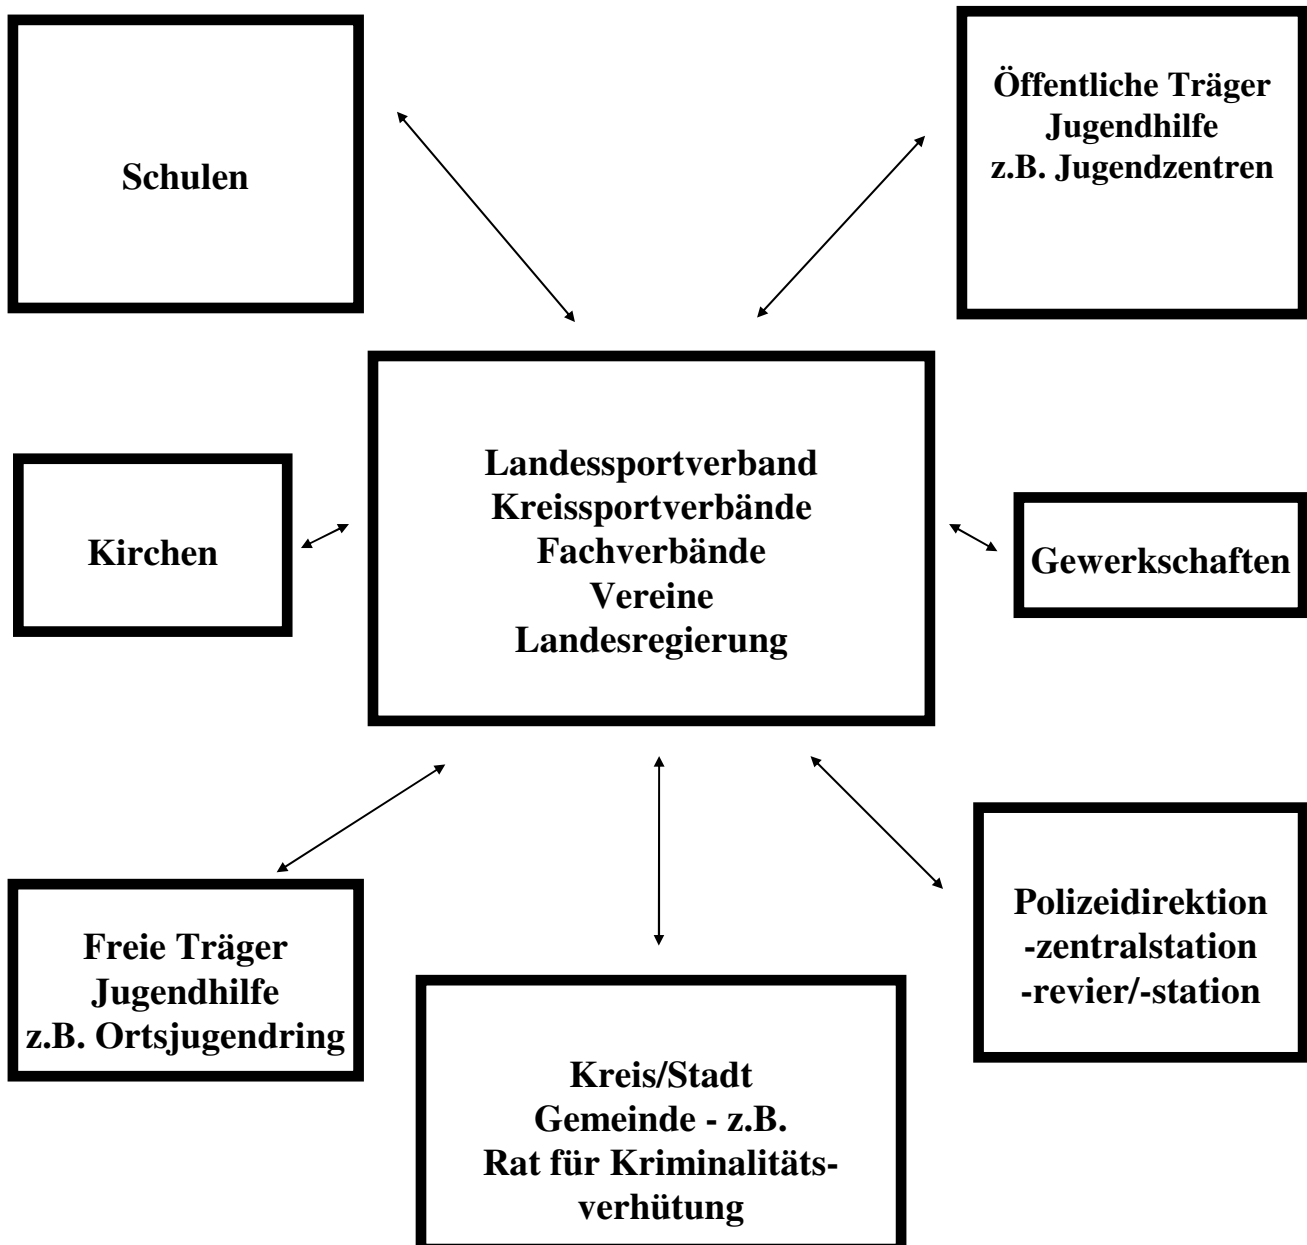 Schulen
Öffentliche Träger
Jugendhilfe
z.B. Jugendzentren
Landessportverband
Kreissportverbände
Fachverbände
Vereine
Landesregierung
Kirchen
Gewerkschaften
Freie Träger
Jugendhilfe
z.B. Ortsjugendring
Kreis/Stadt
Gemeinde - z.B.
Rat für Kriminalitäts-
verhütung
Polizeidirektion
-zentralstation
-revier/-station